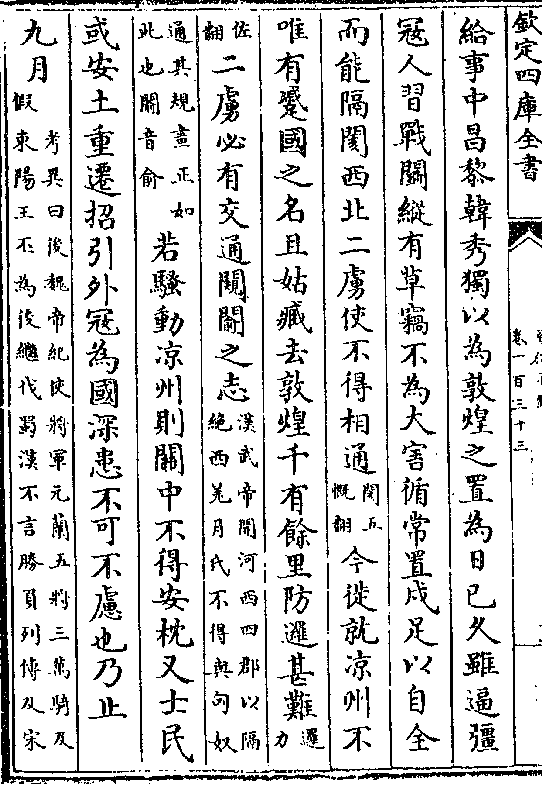 欽定四庫全書
卷一百三十三
給事中昌黎韓秀獨以為敦煌之置為日已久雖逼彊
寇人習戰鬭縱有草竊不為大害循常置戍足以自全
而能隔閡西北二虜使不得相通閡五慨翻今徙就凉州不
唯有蹙國之名且姑臧去敦煌千有餘里防邏甚難邏力
佐翻二虜必有交通闚𨵦之志漢武帝開河西四郡以隔絶西羌月氏不得與匈奴
通其規畫正如此也闚音俞若騷動凉州則關中不得安枕又士民
或安土重遷招引外寇為國深患不可不慮也乃止
九月考異曰後魏帝紀使將軍元蘭五將三萬騎及假東陽王丕為後繼伐蜀漢不言勝負列傳及宋